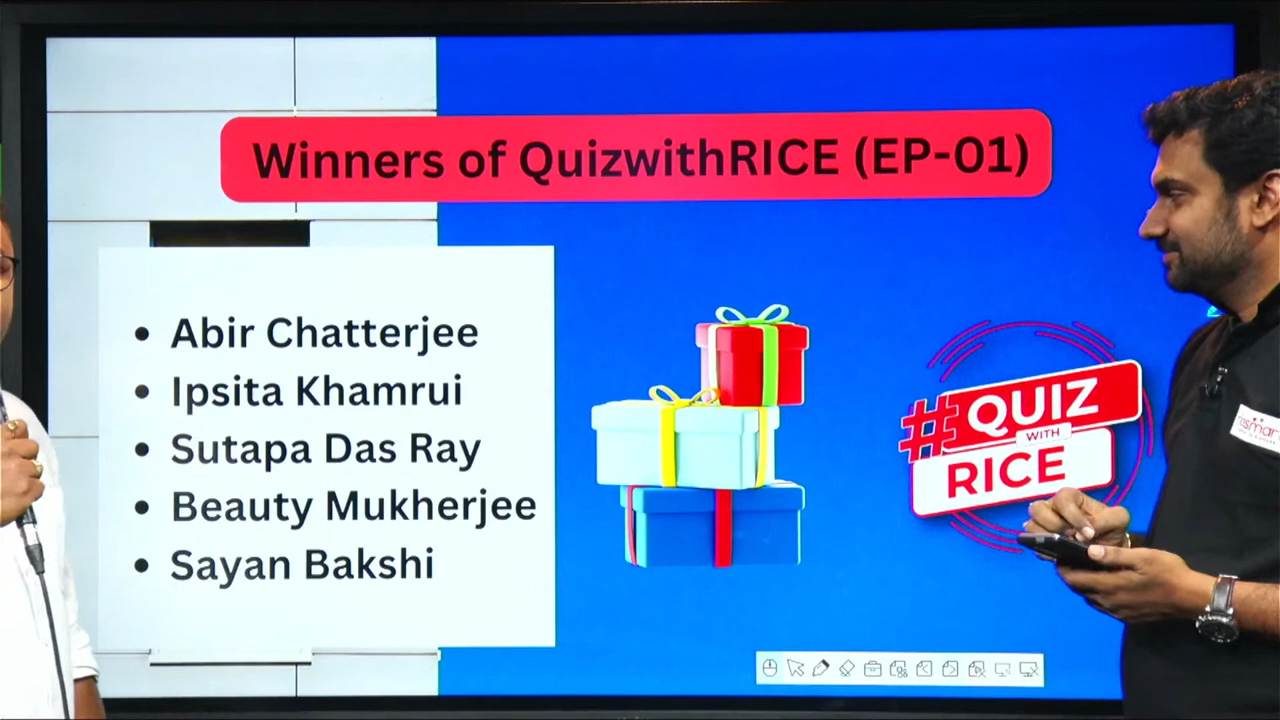 Winners of QuizwithRICE (EP-01)
• Abir Chatterjee
• Ipsita Khamrui
• Sutapa Das Ray
• Beauty Mukherjee
• Sayan Bakshi
#QUIZ
WITH
RICE